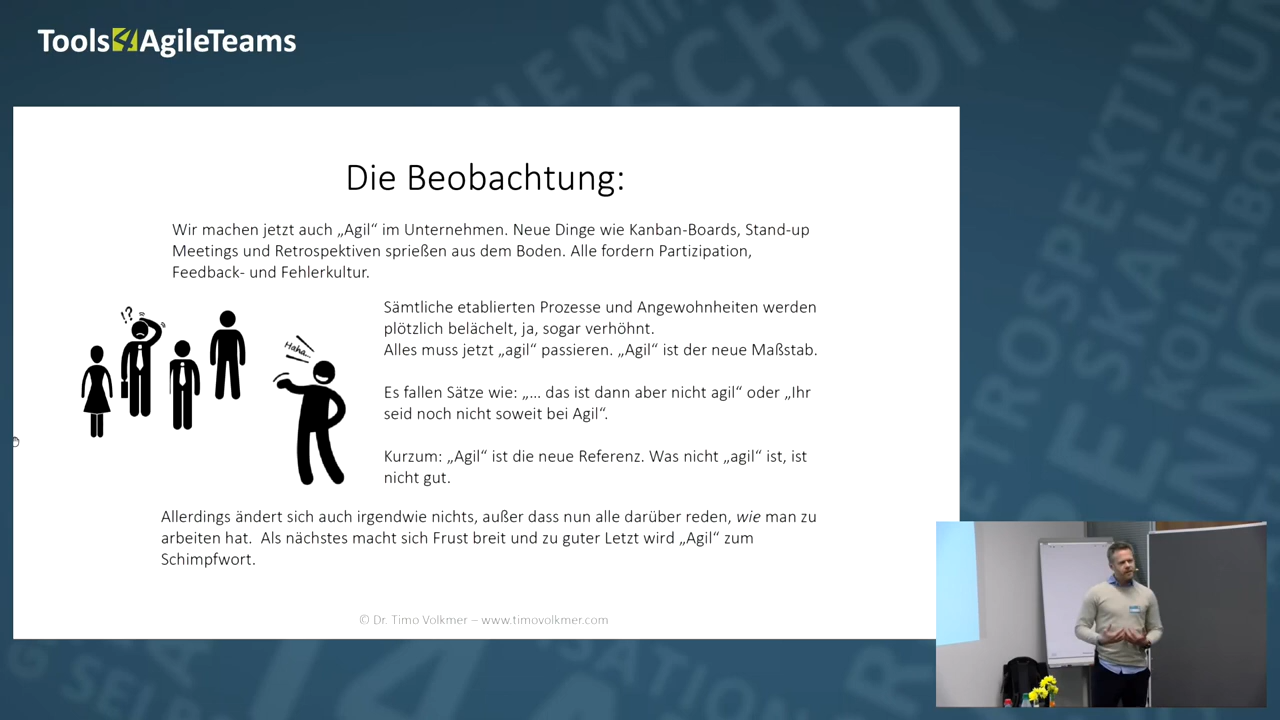 Tools4AgileTeams
Die Beobachtung:
Wir machen jetzt auch „Agil“ im Unternehmen. Neue Dinge wie Kanban-Boards, Stand-up
Meetings und Retrospektiven sprießen aus dem Boden. Alle fordern Partizipation,
Feedback- und Fehlerkultur.
!?
Haha...
Sämtliche etablierten Prozesse und Angewohnheiten werden
plötzlich belächelt, ja, sogar verhöhnt.
Alles muss jetzt „agil“ passieren. „Agil“ ist der neue Maßstab.
Es fallen Sätze wie: „... das ist dann aber nicht agil“ oder „Ihr
seid noch nicht soweit bei Agil“.
Kurzum: „Agil“ ist die neue Referenz. Was nicht „agil“ ist, ist
nicht gut.
Allerdings ändert sich auch irgendwie nichts, außer dass nun alle darüber reden, wie man zu
arbeiten hat. Als nächstes macht sich Frust breit und zu guter Letzt wird „Agil“ zum
Schimpfwort.
© Dr. Timo Volkmer – www.timovolkmer.com